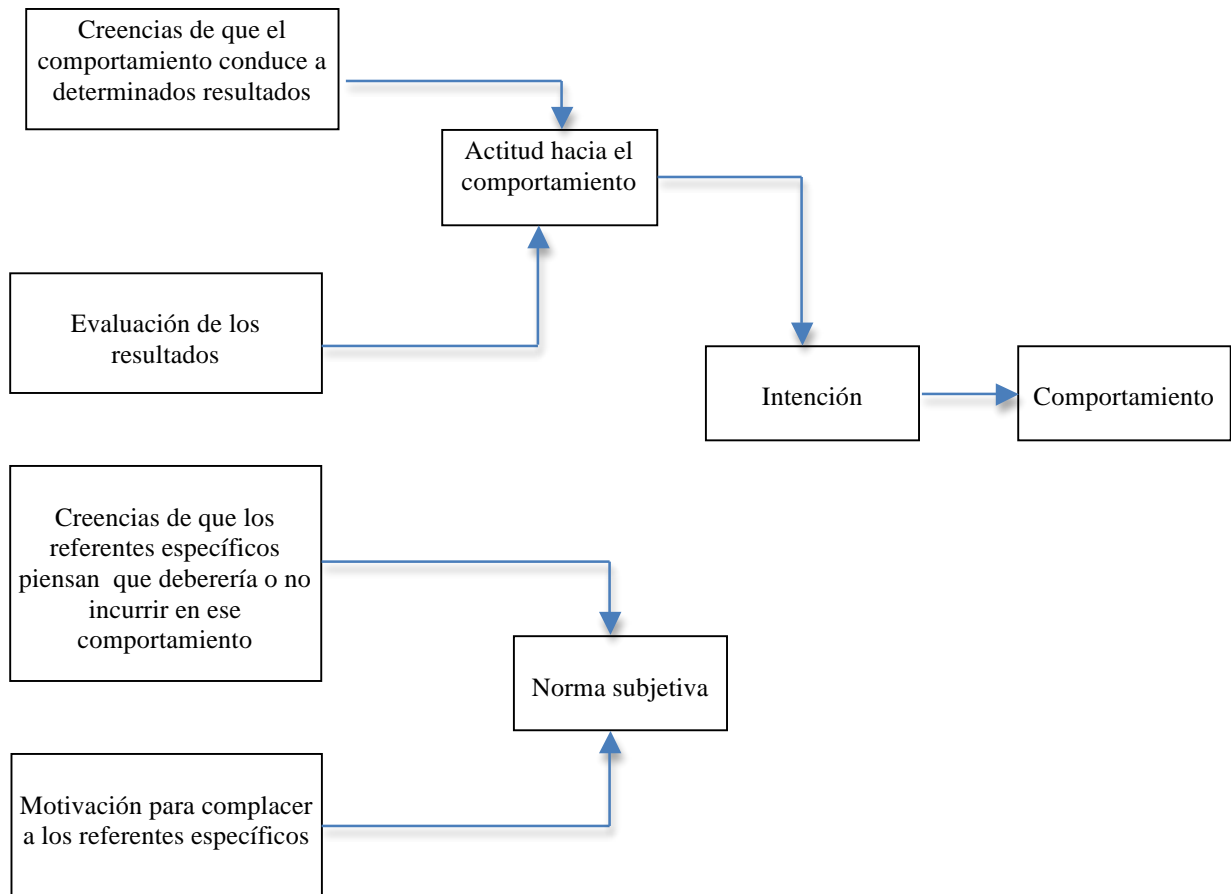 Creencias de que el
comportamiento conduce a
determinados resultados
Actitud hacia el
comportamiento
Evaluación de los
resultados
Intención
Comportamiento
Creencias de que los
referentes específicos
piensan que deberería o no
incurrir en ese
comportamiento
Norma subjetiva
Motivación para complacer
a los referentes específicos